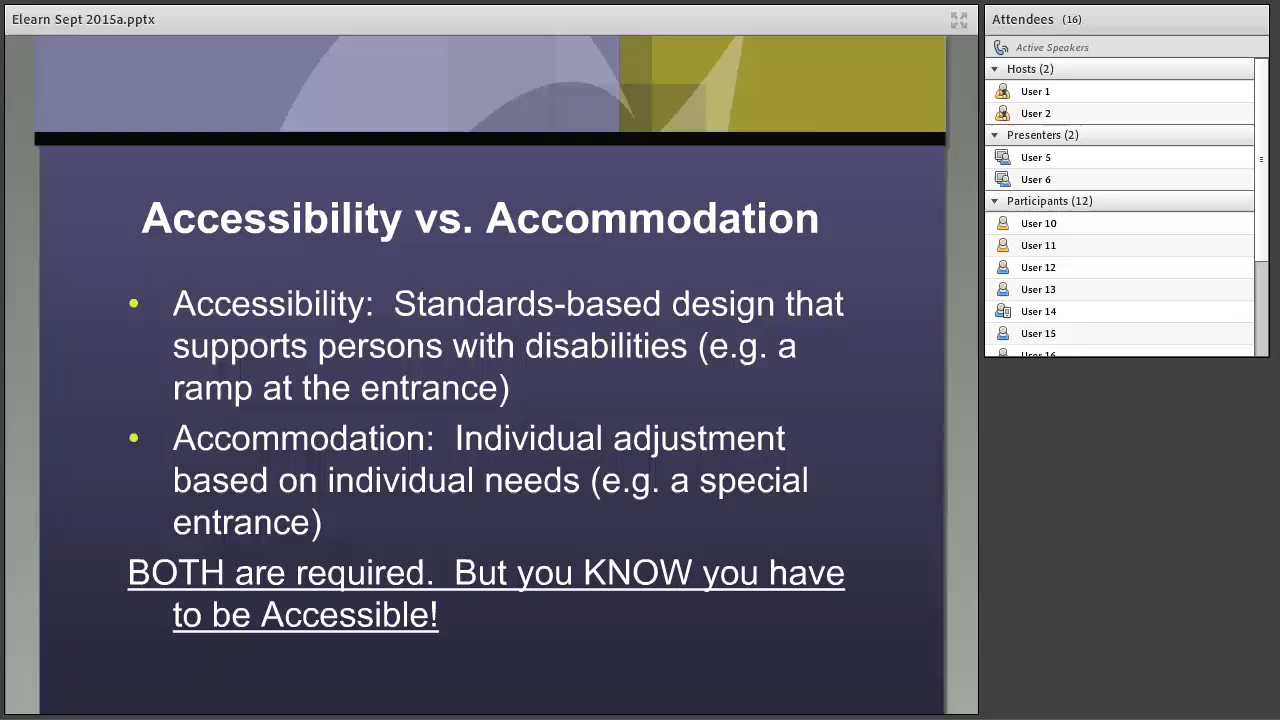 Elearn Sept 2015a.pptx
Accessibility vs. Accommodation
• Accessibility: Standards-based design that
supports persons with disabilities (e.g. a
ramp at the entrance)
• Accommodation: Individual adjustment
based on individual needs (e.g. a special
entrance)
BOTH are required. But you KNOW you have
to be Accessible!
Attendees (16)
Active Speakers
Hosts (2)
User 1
User 2
Presenters (2)
User 5
User 6
Participants (12)
User 10
User 11
User 12
User 13
User 14
User 15
User 16